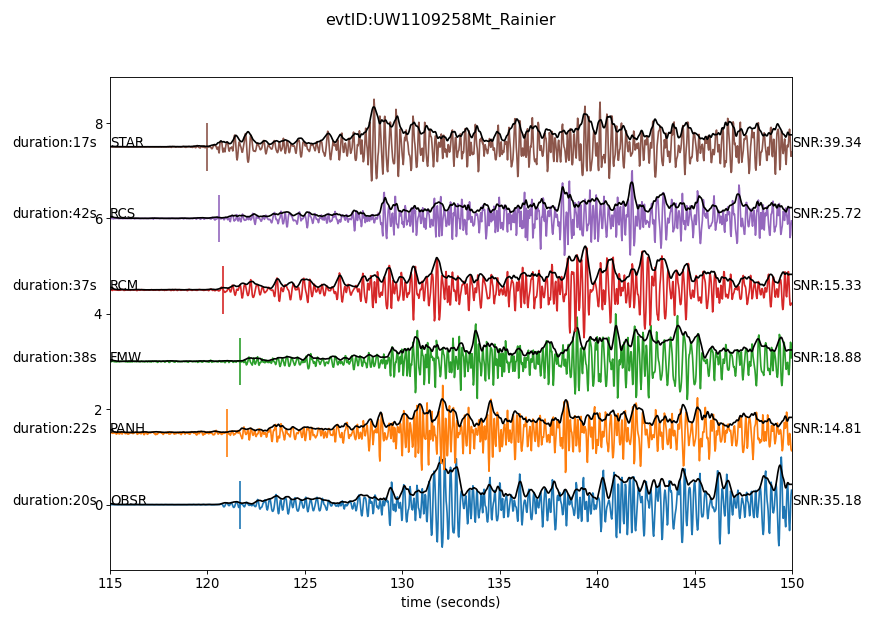 evtID:UW1109258Mt_Rainier
8
duration:17s STAR SNR:39.34
duration:42s RCS SNR:25.72
6
duration:37s RCM SNR:15.33
4
duration:38s FMW SNR:18.88
2
duration:22s PANH SNR:14.81
duration:20s OBSR SNR:35.18
0
115 120 125 130 135 140 145 150
time (seconds)